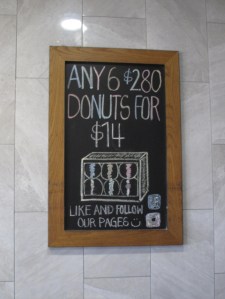 ANY 6 $2.80
DONUTS FOR
$14
LIKE AND FOLLOW
OUR PAGES